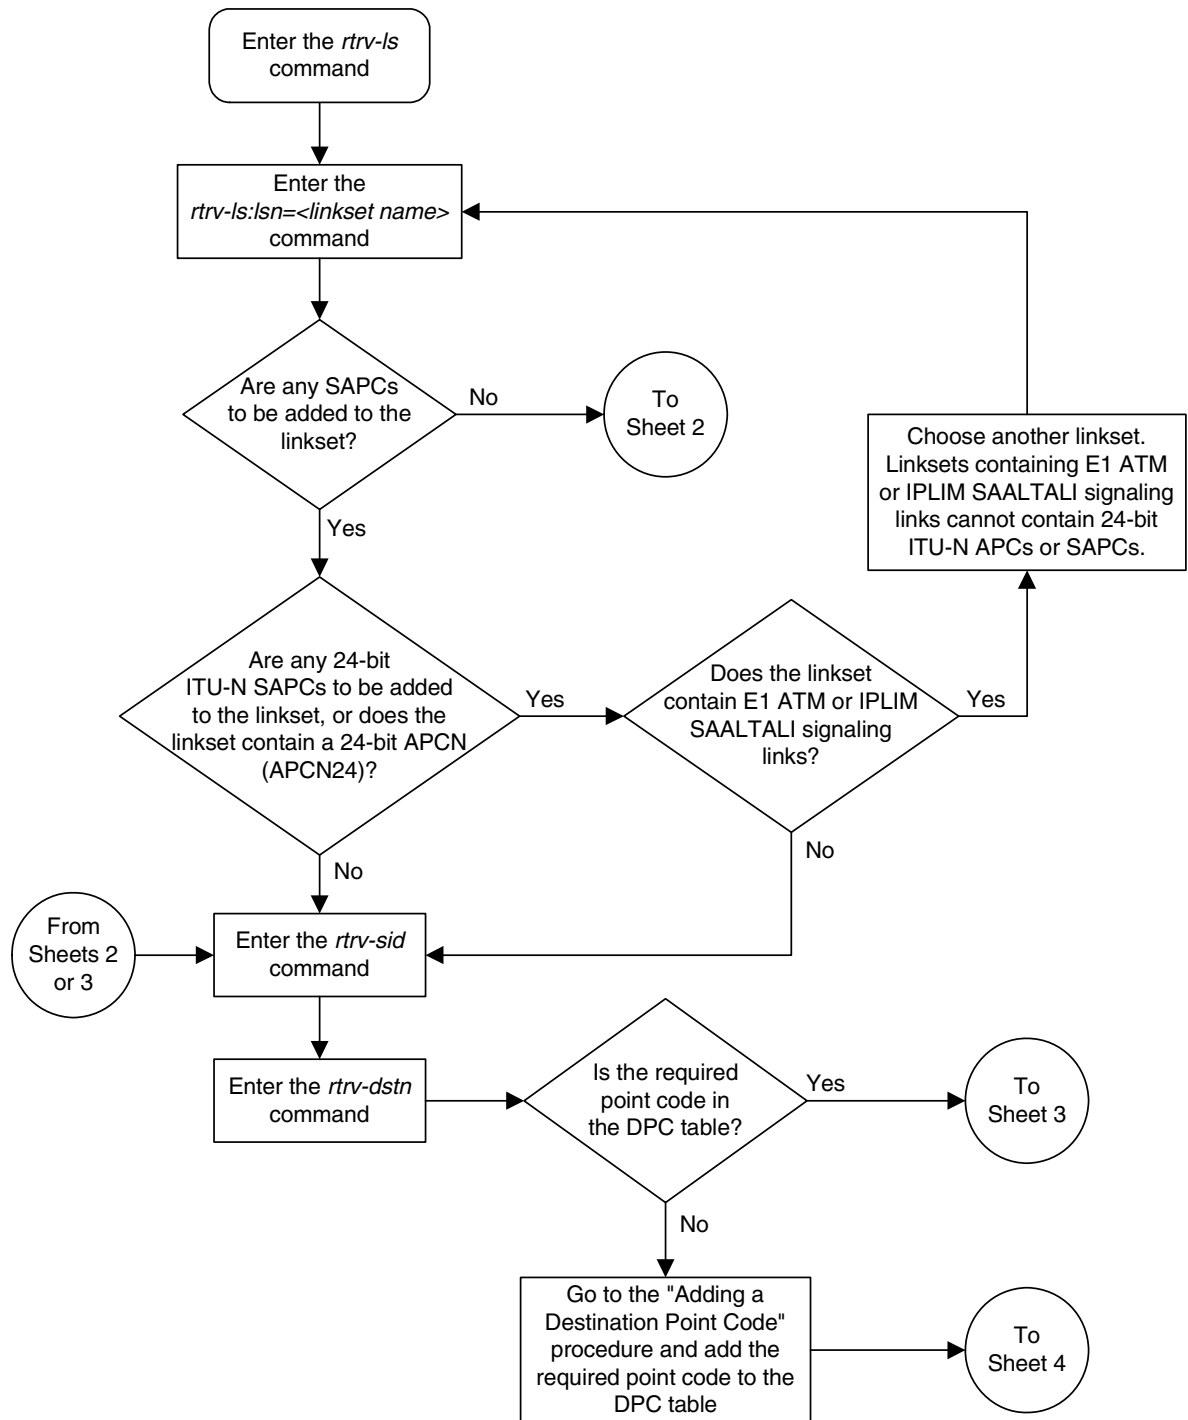 Enter the rtrv-ls
command
Enter the
rtrv-ls:lsn=<linkset name>
command
Are any SAPCs
to be added to the
linkset?
No
To
Sheet 2
Yes
Choose another linkset.
Linksets containing E1 ATM
or IPLIM SAALTALI signaling
links cannot contain 24-bit
ITU-N APCs or SAPCs.
Are any 24-bit
ITU-N SAPCs to be added
to the linkset, or does the
linkset contain a 24-bit APCN
(APCN24)?
Yes
Does the linkset
contain E1 ATM or IPLIM
SAALTALI signaling
links?
Yes
No
No
From
Sheets 2
or 3
Enter the rtrv-sid
command
Enter the rtrv-dstn
command
Is the required
point code in
the DPC table?
Yes
To
Sheet 3
No
Go to the "Adding a
Destination Point Code"
procedure and add the
required point code to the
DPC table
To
Sheet 4